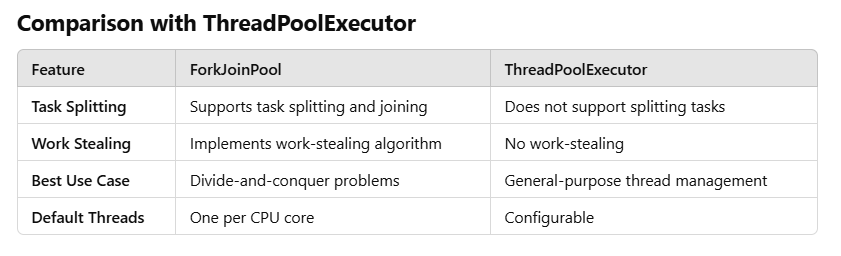 Comparison with ThreadPoolExecutor
Feature ForkJoinPool ThreadPoolExecutor
Task Splitting Supports task splitting and joining Does not support splitting tasks
Work Stealing Implements work-stealing algorithm No work-stealing
Best Use Case Divide-and-conquer problems General-purpose thread management
Default Threads One per CPU core Configurable